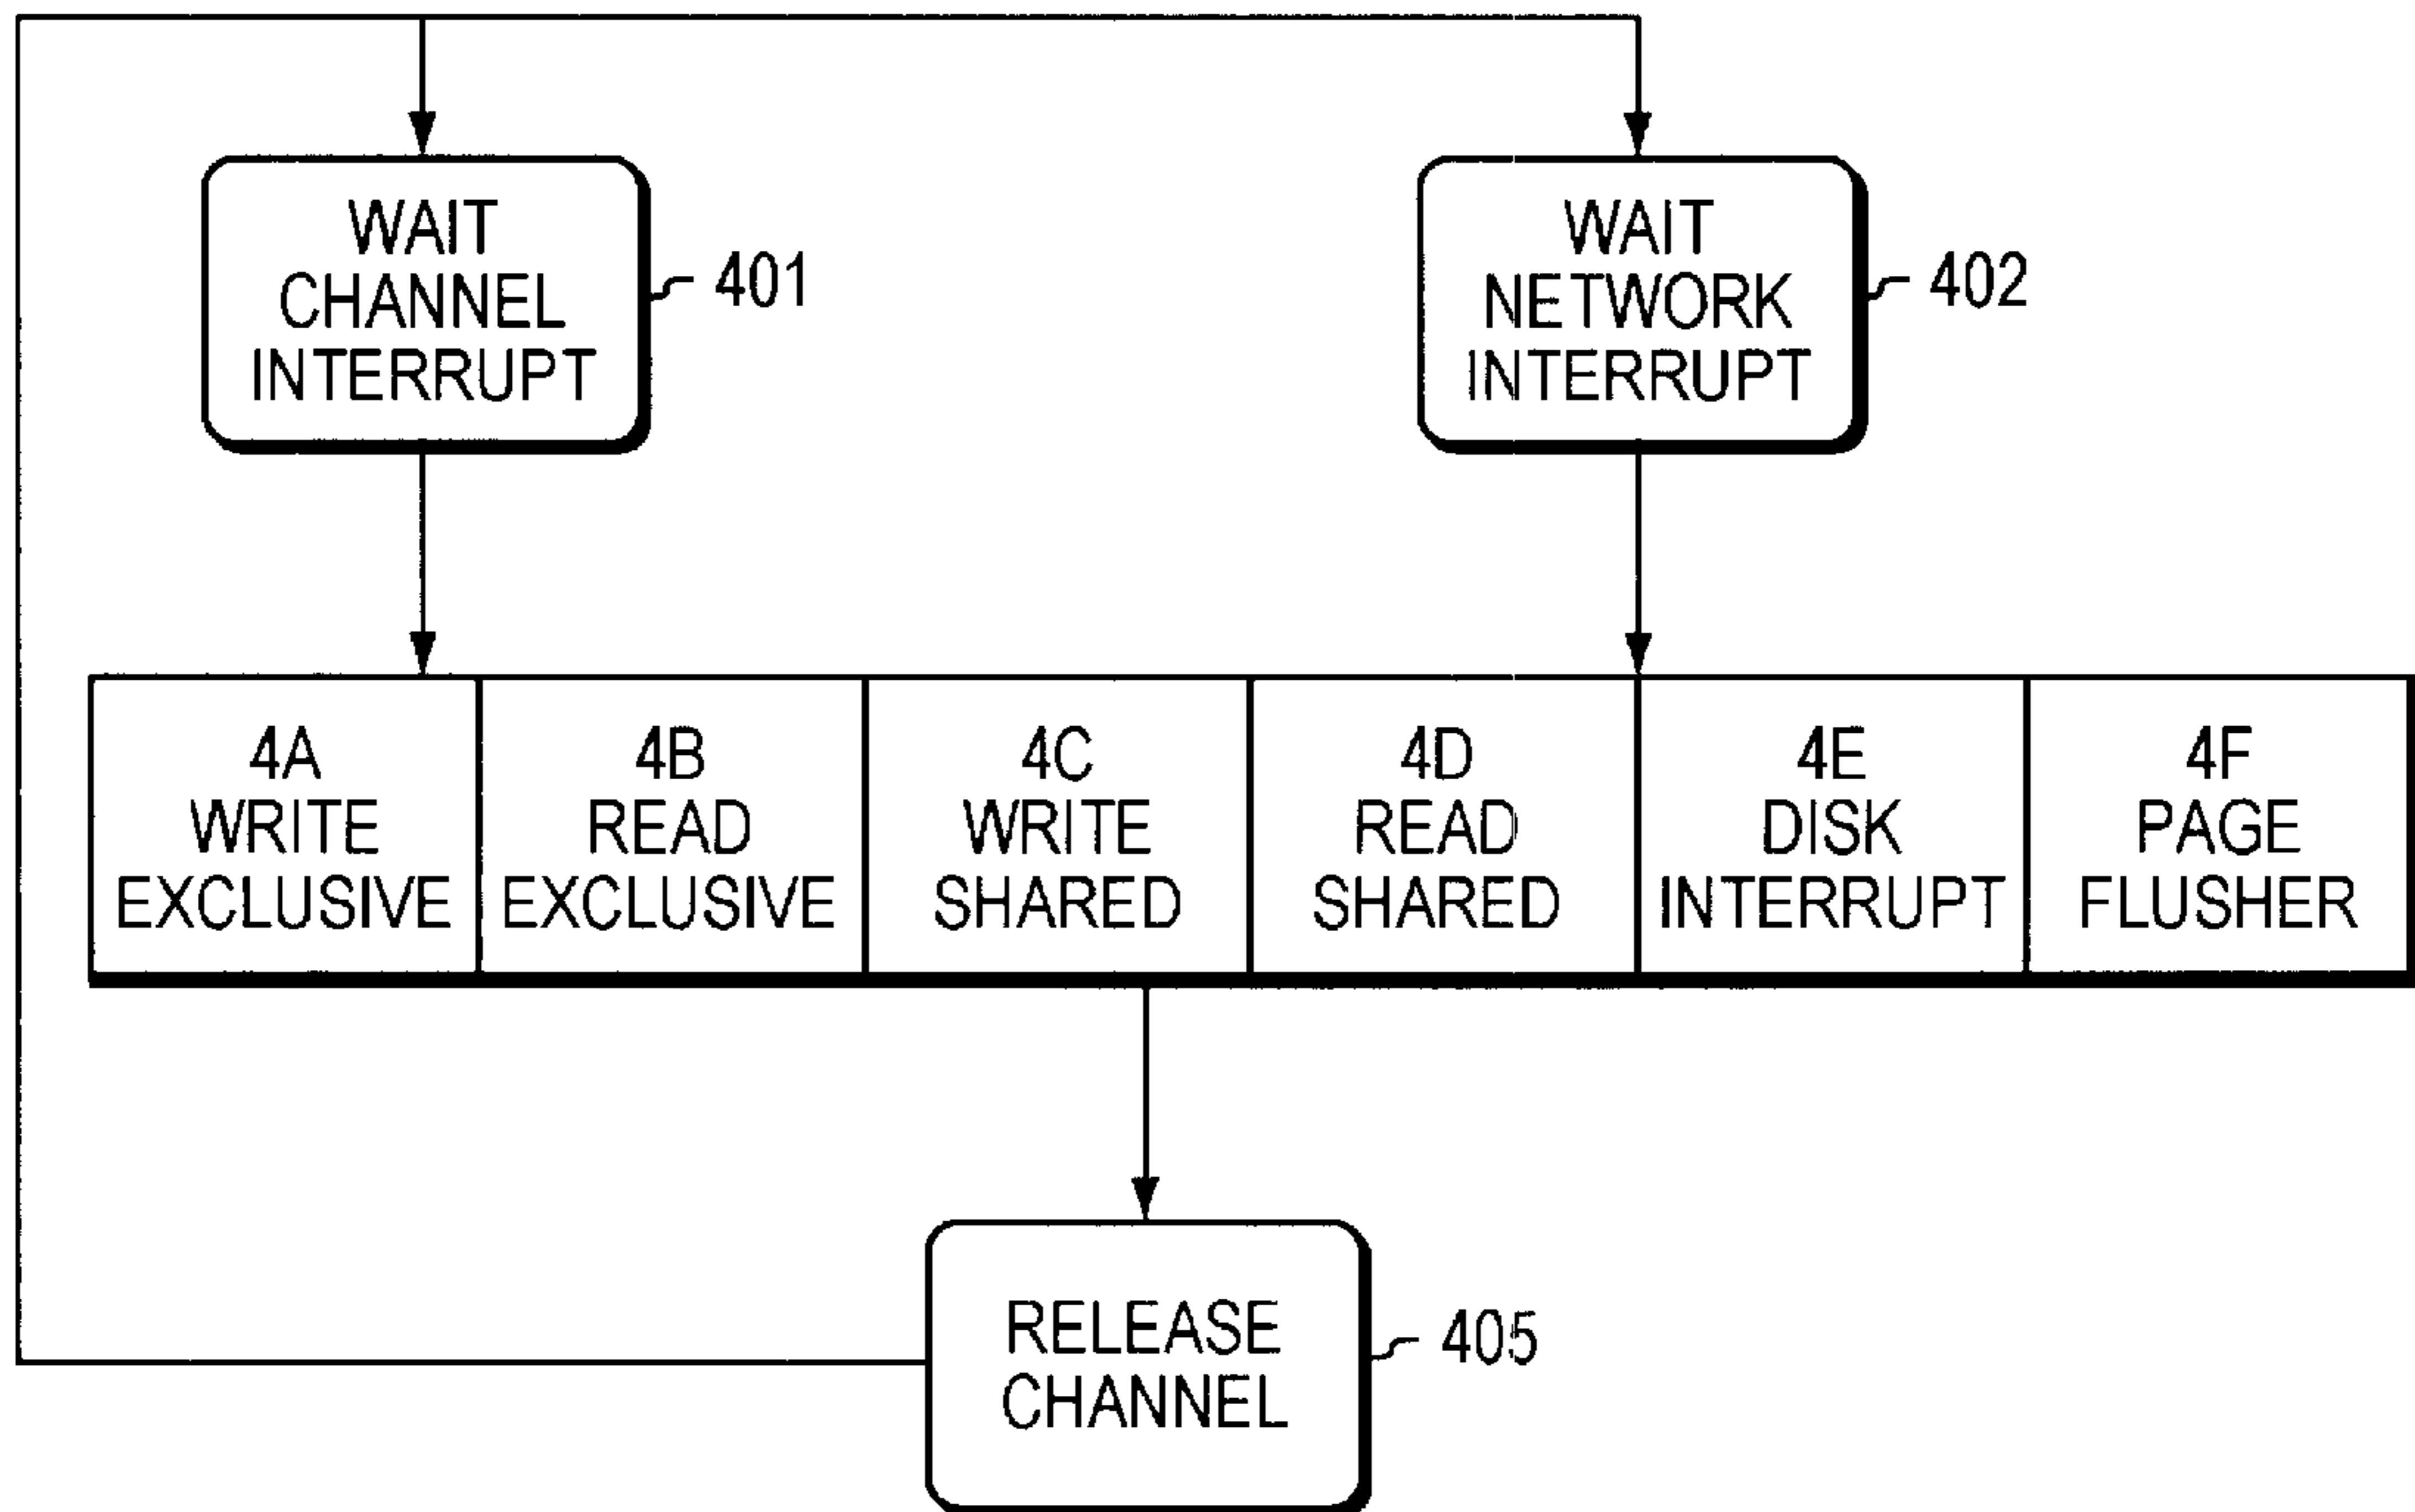 WAIT
CHANNEL
INTERRUPT
401
WAIT
NETWORK
INTERRUPT
402
4A
WRITE
EXCLUSIVE
4B
READ
EXCLUSIVE
4C
WRITE
SHARED
4D
READ
SHARED
4E
DISK
INTERRUPT
4F
PAGE
FLUSHER
RELEASE
CHANNEL
405